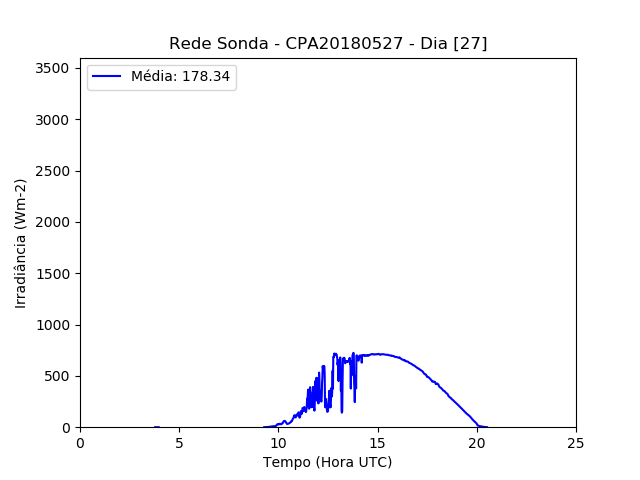 Rede Sonda - CPA20180527 - Dia [27]
Média: 178.34
3500
3000
2500
2000
1500
1000
500
0
Irradiância (Wm-2)
0 5 10 15 20 25
Tempo (Hora UTC)